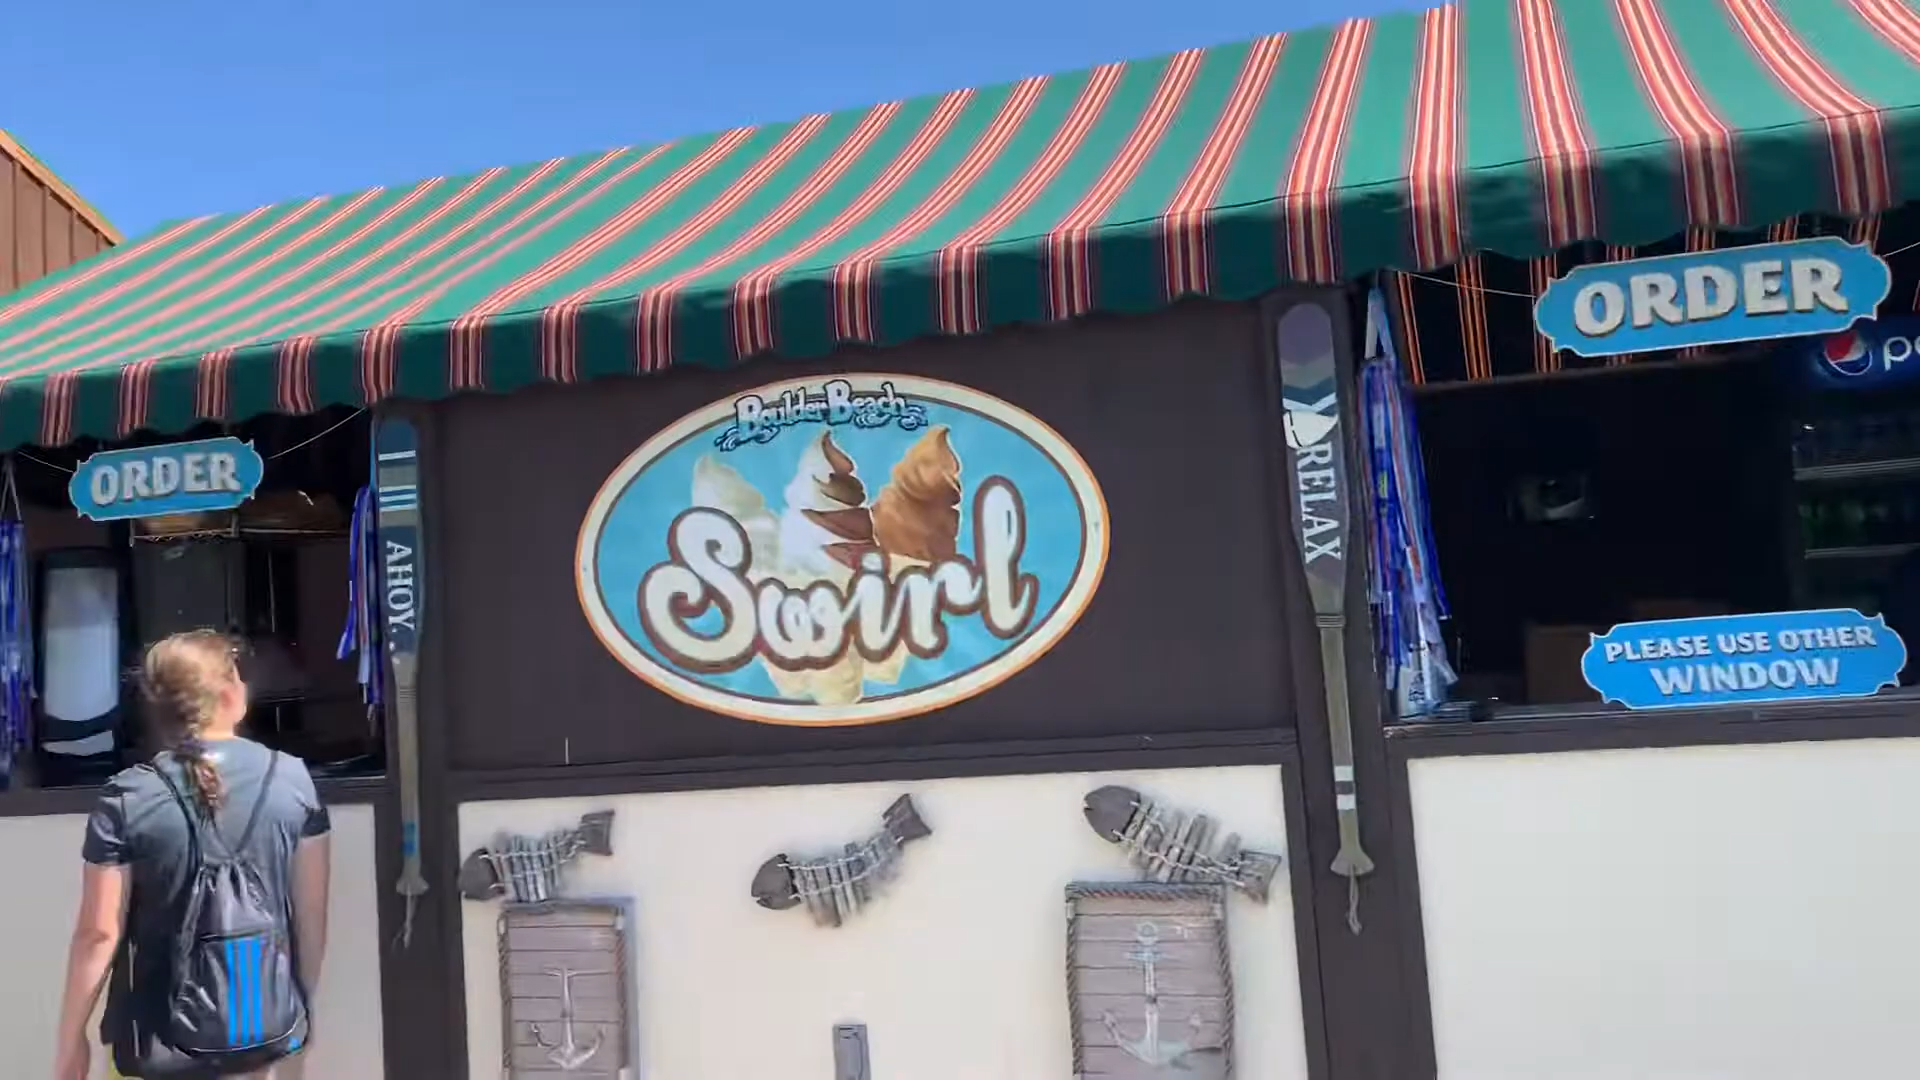 ORDER
AHOY.
Boulder Beach
Swirl
RELAX
ORDER
PLEASE USE OTHER
WINDOW